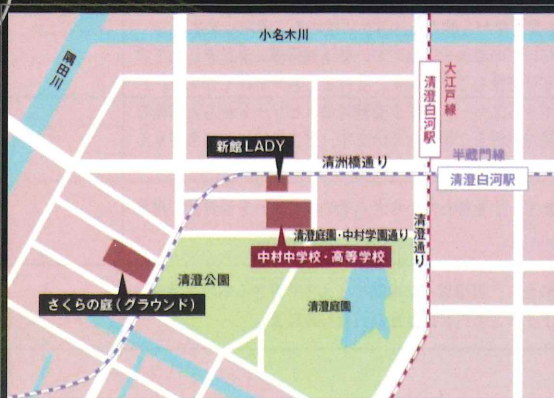 小名木川
隅田川
大江戸線
清澄白河駅
新館LADY
清洲橋通り
半蔵門線
清澄白河駅
清澄庭園・中村学園通り
清澄通り
中村中学校・高等学校
清澄公園
さくらの庭(グラウンド)
清澄庭園